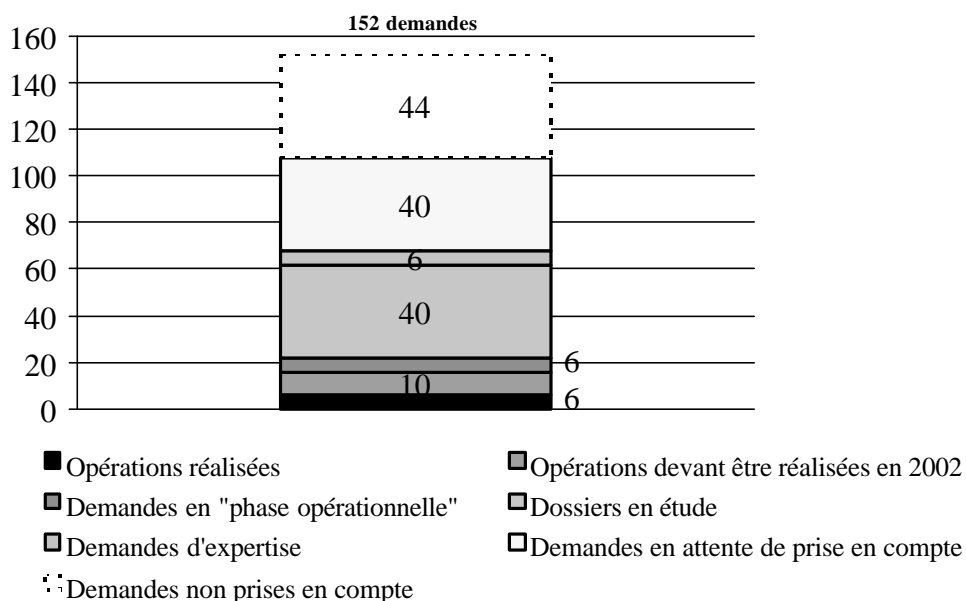 152 demandes
160
140
44
120
100
40
80
6
60
40
40
20
6
10
0
6
Opérations réalisées
Opérations devant être réalisées en 2002
Demandes en "phase opérationnelle"
Dossiers en étude
Demandes d'expertise
Demandes en attente de prise en compte
Demandes non prises en compte